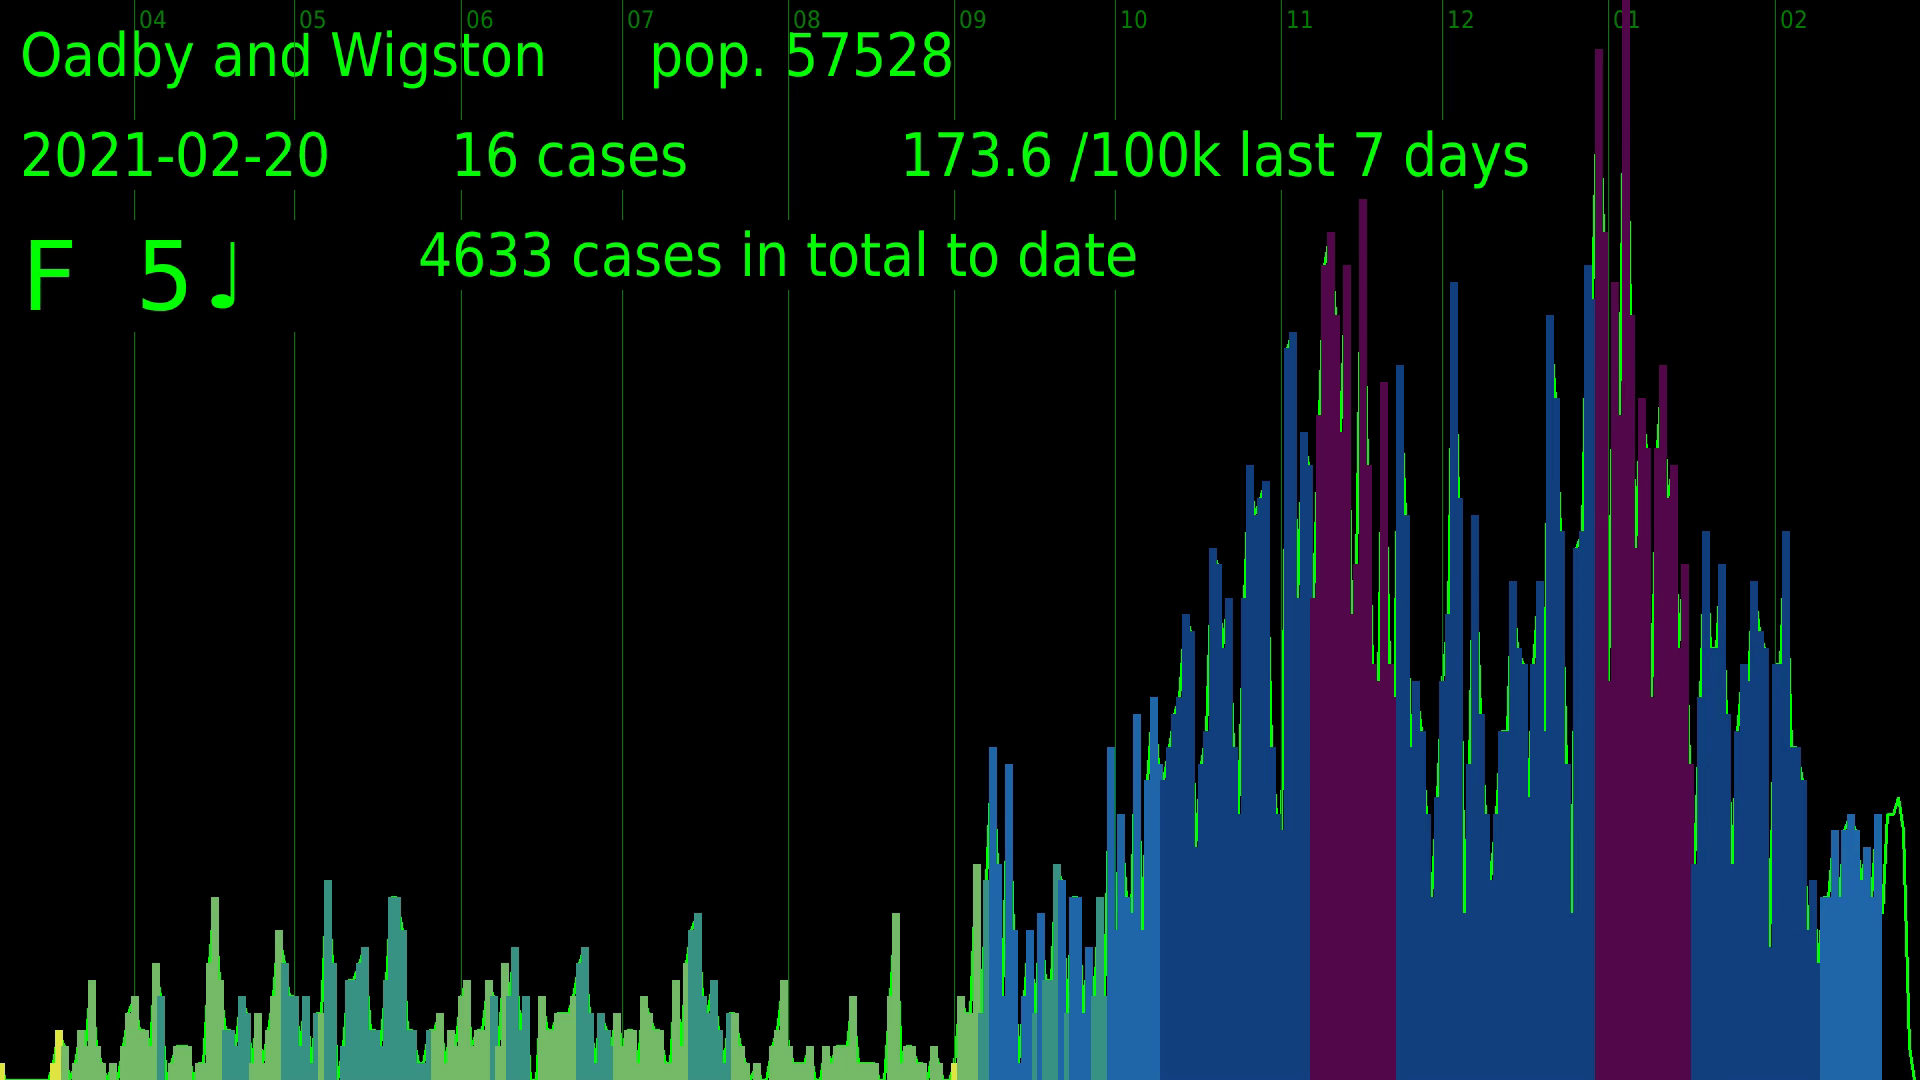 04 05 06 07 08 09 10 11 12 01 02
Oadby and Wigston pop. 57528
2021-02-20 16 cases 173.6 /100k last 7 days
F 5♩ 4633 cases in total to date